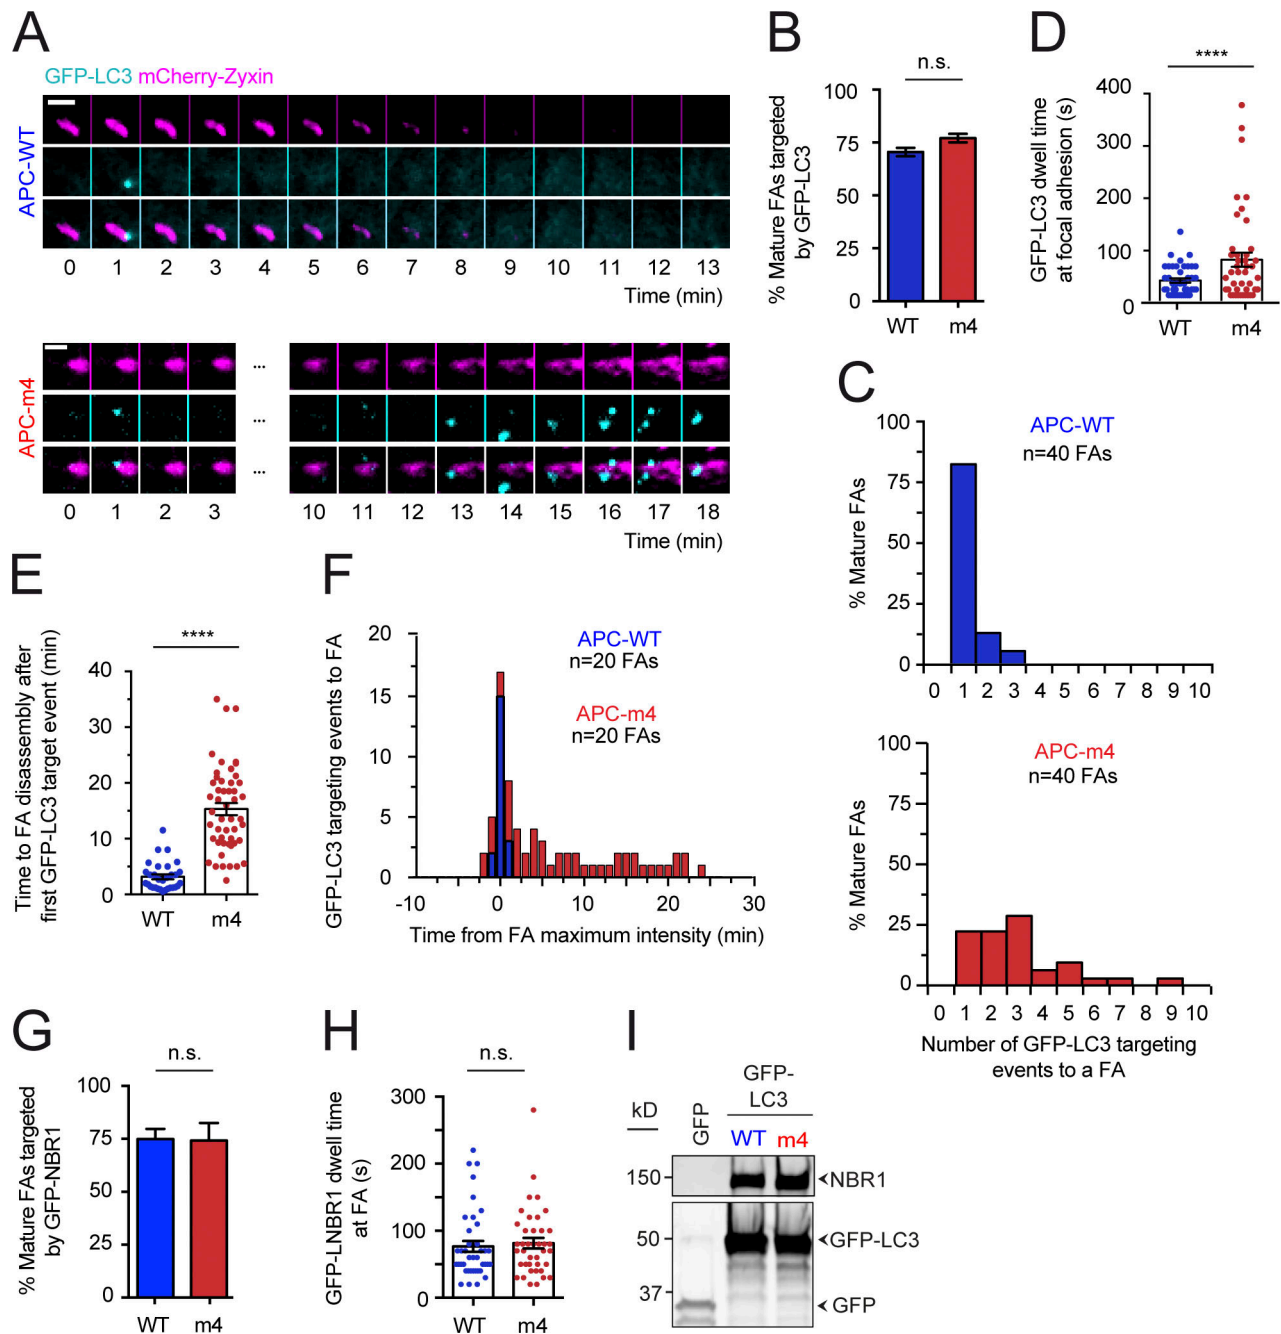 A
GFP-LC3 mCherry-Zyxin
APC-WT
0 1 2 3 4 5 6 7 8 9 10 11 12 13
Time (min)
APC-m4
... 
...
...
0 1 2 3 10 11 12 13 14 15 16 17 18
Time (min)
B
n.s.
% Mature FAs targeted
by GFP-LC3
100
75
50
25
0
WT m4
D
****
GFP-LC3 dwell time
at focal adhesion (s)
400
300
200
100
0
WT m4
C
APC-WT
n=40 FAs
% Mature FAs
100
75
50
25
0
0 1 2 3 4 5 6 7 8 9 10
APC-m4
n=40 FAs
% Mature FAs
100
75
50
25
0
0 1 2 3 4 5 6 7 8 9 10
Number of GFP-LC3 targeting
events to a FA
E
****
Time to FA disassembly after
first GFP-LC3 target event (min)
40
30
20
10
0
WT m4
F
GFP-LC3 targeting events to FA
20
15
10
5
0
APC-WT
n=20 FAs
APC-m4
n=20 FAs
-10 0 10 20 30
Time from FA maximum intensity (min)
G
n.s.
% Mature FAs targeted
by GFP-NBR1
100
75
50
25
0
WT m4
H
n.s.
GFP-LNBR1 dwell time
at FA (s)
300
200
100
0
WT m4
I
GFP-
LC3
kD GFP WT m4
150 NBR1
50 GFP-LC3
37
GFP